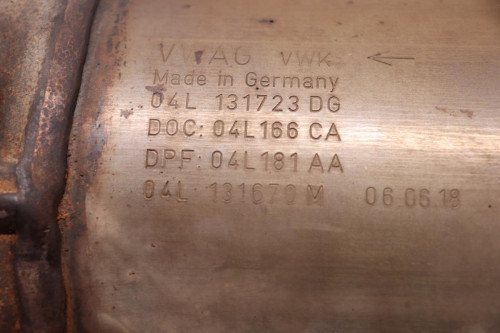 VWAG VWK ←
Made in Germany
04L 131723 DG
DOC: 04L166 CA
DPF: 04L181 AA
04L 131670 M 06.06.18